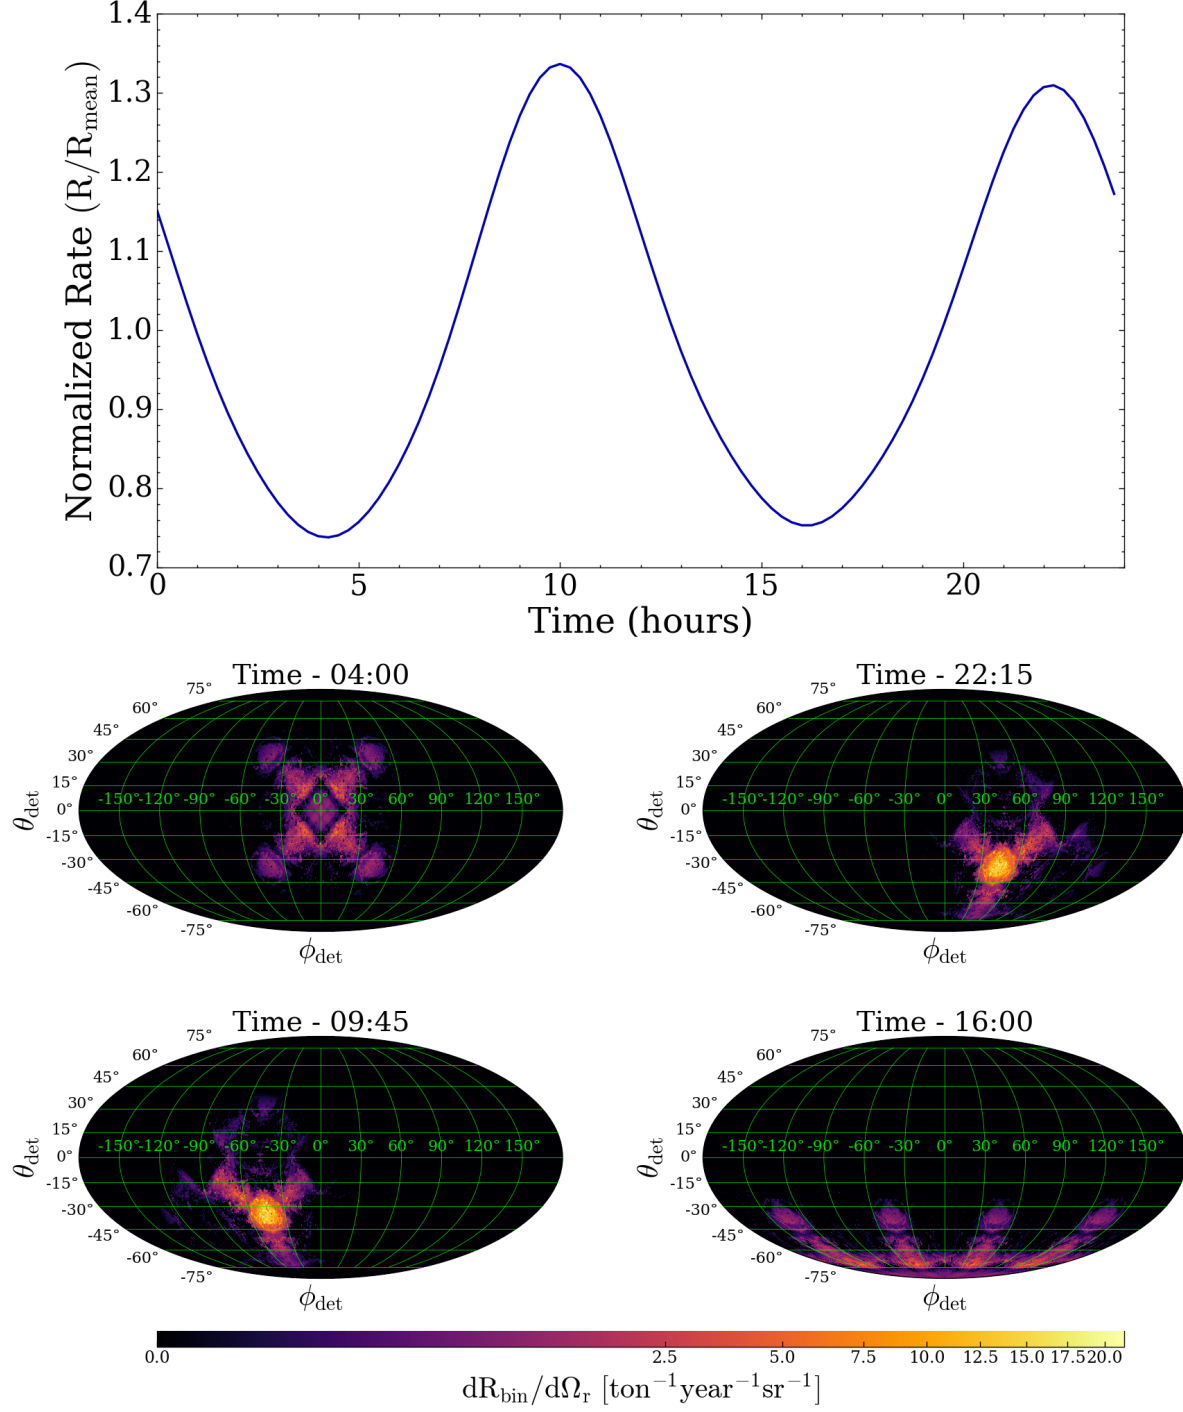 1.4
1.3
1.2
1.1
1.0
0.9
0.8
0.7
Normalized Rate (R/R_mean)
0 5 10 15 20
Time (hours)
Time - 04:00
75°
60°
45°
30°
15°
0°
-15°
-30°
-45°
-60°
-75°
-150° -120° -90° -60° -30° 0° 30° 60° 90° 120° 150°
θ_det
ϕ_det
Time - 22:15
75°
60°
45°
30°
15°
0°
-15°
-30°
-45°
-60°
-75°
-150° -120° -90° -60° -30° 0° 30° 60° 90° 120° 150°
θ_det
ϕ_det
Time - 09:45
75°
60°
45°
30°
15°
0°
-15°
-30°
-45°
-60°
-75°
-150° -120° -90° -60° -30° 0° 30° 60° 90° 120° 150°
θ_det
ϕ_det
Time - 16:00
75°
60°
45°
30°
15°
0°
-15°
-30°
-45°
-60°
-75°
-150° -120° -90° -60° -30° 0° 30° 60° 90° 120° 150°
θ_det
ϕ_det
0.0 2.5 5.0 7.5 10.0 12.5 15.0 17.5 20.0
dR_bin/dΩ_r [ton⁻¹year⁻¹sr⁻¹]